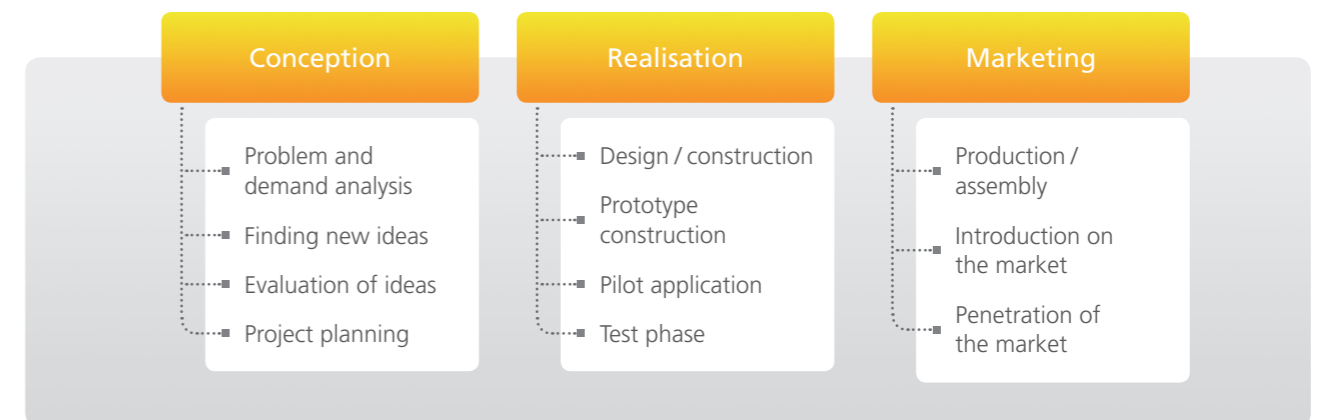 Conception
Problem and
demand analysis
Finding new ideas
Evaluation of ideas
Project planning
Realisation
Design / construction
Prototype
construction
Pilot application
Test phase
Marketing
Production /
assembly
Introduction on
the market
Penetration of
the market